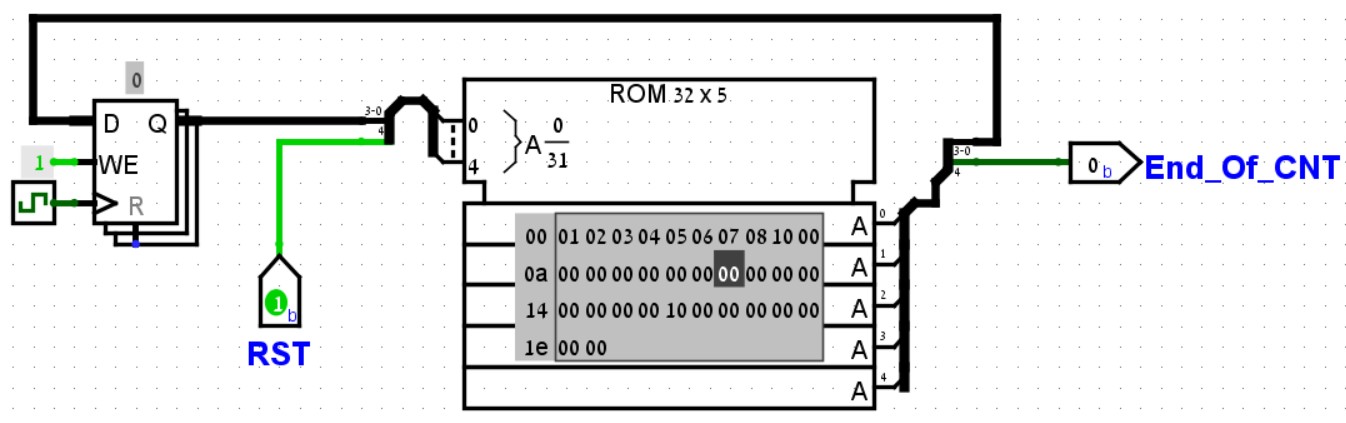 0
3-0
4
D Q
1 WE
R
ROM 32 x 5
0
4
A 0
31
00 01 02 03 04 05 06 07 08 10 00
0a 00 00 00 00 00 00 00 00 00 00
14 00 00 00 00 10 00 00 00 00 00
1e 00 00
A 0
A 1
A 2
A 3
A 4
3-0
4
0 b
End_Of_CNT
1 b
RST